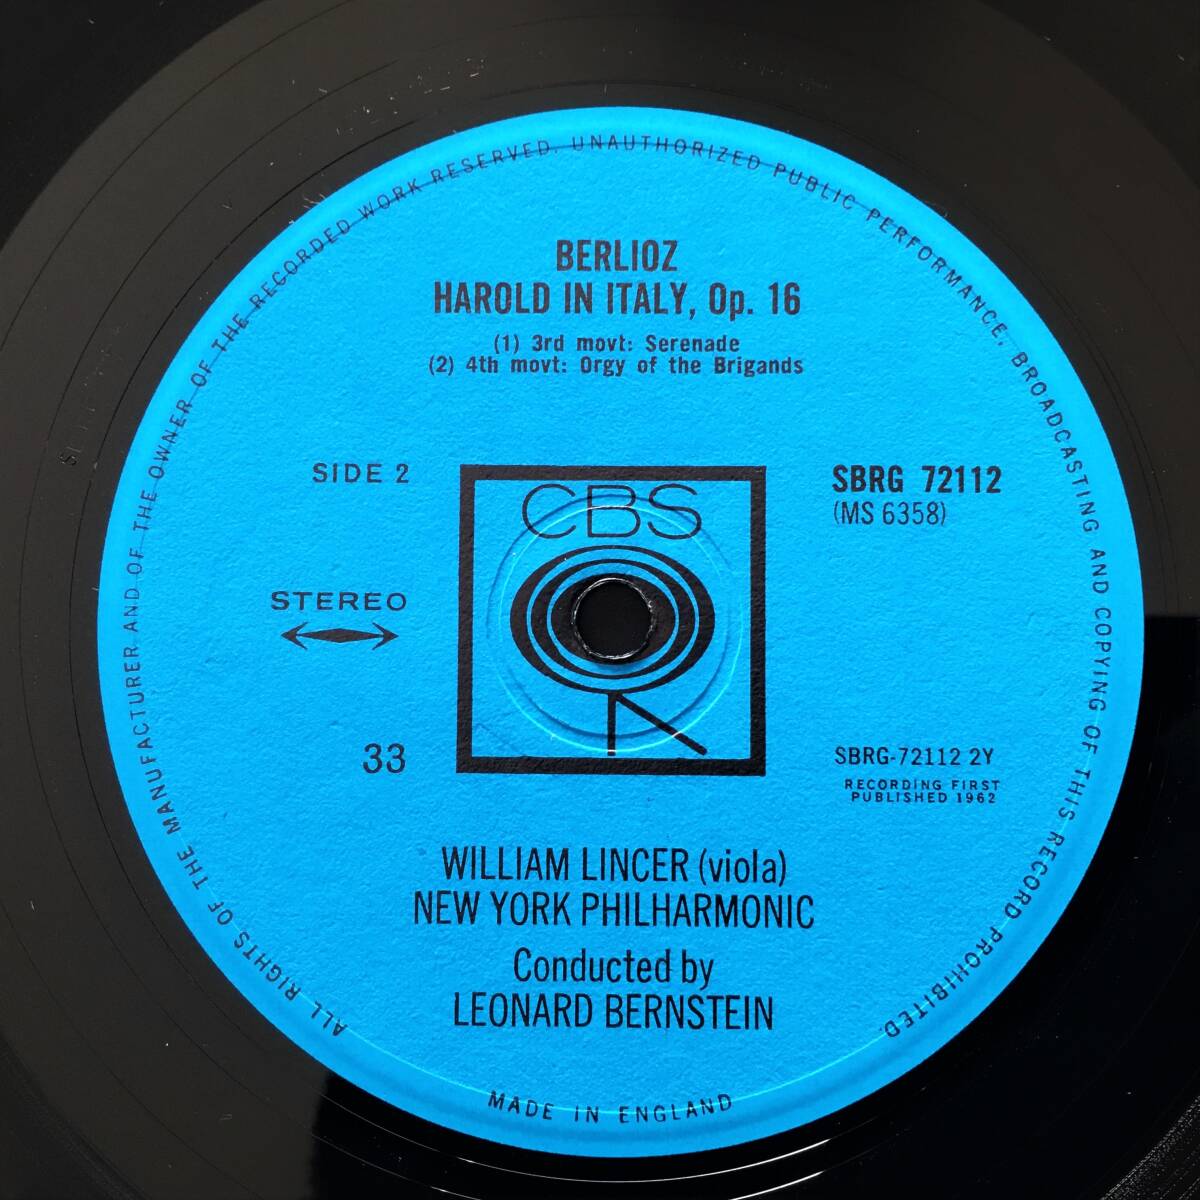 ALL RIGHTS OF THE MANUFACTURER AND OF THE OWNER OF THE RECORDED WORK RESERVED. UNAUTHORIZED PUBLIC PERFORMANCE, BROADCASTING AND COPYING OF THIS RECORD PROHIBITED
BERLIOZ
HAROLD IN ITALY, Op. 16
(1) 3rd movt: Serenade
(2) 4th movt: Orgy of the Brigands
SIDE 2
CBS
SBRG 72112
(MS 6358)
STEREO
33
SBRG-72112 2Y
RECORDING FIRST
PUBLISHED 1962
WILLIAM LINCER (viola)
NEW YORK PHILHARMONIC
Conducted by
LEONARD BERNSTEIN
MADE IN ENGLAND